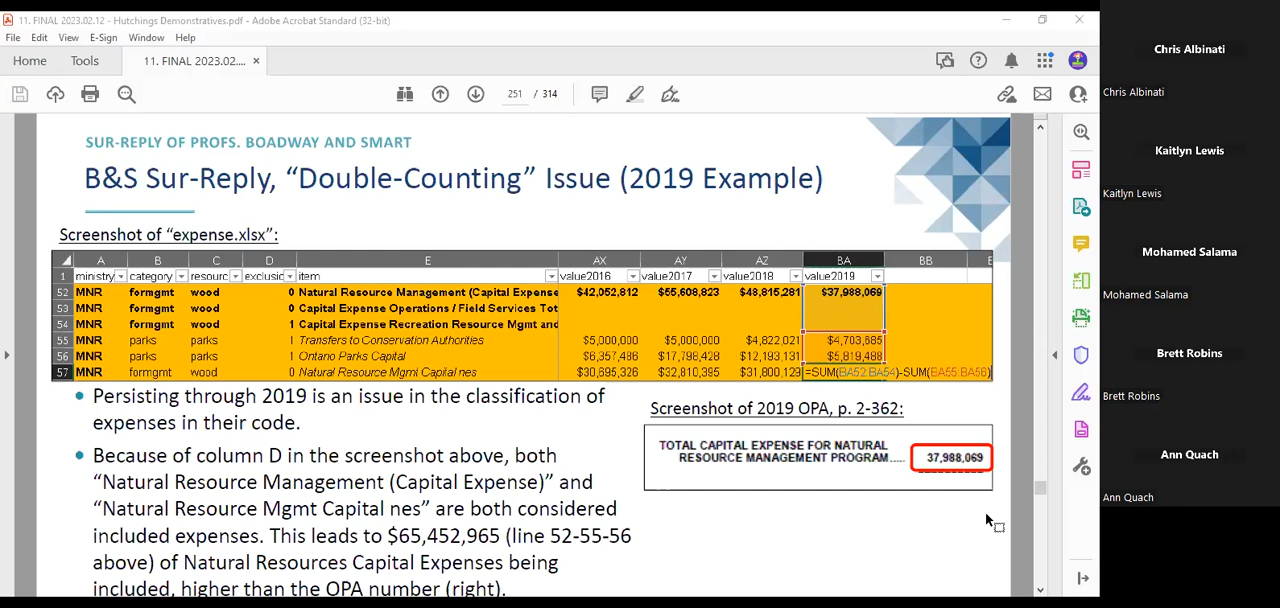 11. FINAL 2023.02.12 - Hutchings Demonstratives.pdf - Adobe Acrobat Standard (32-bit)
File Edit View E-Sign Window Help
Home Tools 11. FINAL 2023.02.... ×
251 / 314
SUR-REPLY OF PROFS. BOADWAY AND SMART
B&S Sur-Reply, “Double-Counting” Issue (2019 Example)
Screenshot of “expense.xlsx”:
A B C D E AX AY AZ BA BB
1 ministry category resourc exclusio item value2016 value2017 value2018 value2019
52 MNR formgmt wood 0 Natural Resource Management (Capital Expense $42,052,812 $55,608,823 $48,815,281 $37,988,069
53 MNR formgmt wood 0 Capital Expense Operations / Field Services Tot
54 MNR formgmt wood 1 Capital Expense Recreation Resource Mgmt and
55 MNR parks parks 1 Transfers to Conservation Authorities $5,000,000 $5,000,000 $4,822,021 $4,703,685
56 MNR parks parks 1 Ontano Parks Capital $6,357,486 $17,798,428 $12,193,131 $5,819,488
57 MNR formgmt wood 0 Natural Resource Mgmt Capital nes $30,695,326 $32,810,395 $31,800,129 =SUM(BA52:BA54)-SUM(BA55:BA56)
Persisting through 2019 is an issue in the classification of
expenses in their code.
Because of column D in the screenshot above, both
“Natural Resource Management (Capital Expense)” and
“Natural Resource Mgmt Capital nes” are both considered
included expenses. This leads to $65,452,965 (line 52-55-56
above) of Natural Resources Capital Expenses being
included, higher than the OPA number (right).
Screenshot of 2019 OPA, p. 2-362:
TOTAL CAPITAL EXPENSE FOR NATURAL
RESOURCE MANAGEMENT PROGRAM..... 37,988,069
Chris Albinati
Chris Albinati
Kaitlyn Lewis
Kaitlyn Lewis
Mohamed Salama
Mohamed Salama
Brett Robins
Brett Robins
Ann Quach
Ann Quach